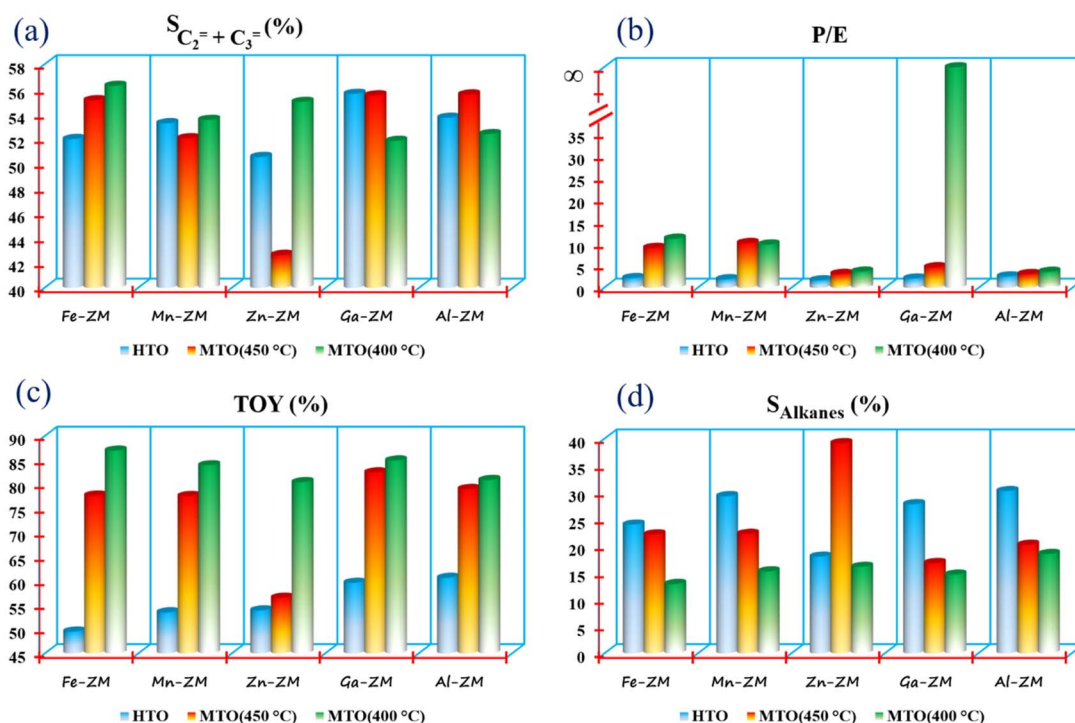 (a)
S C₂⁼ + C₃⁼ (%)
58
56
54
52
50
48
46
44
42
40
Fe-ZM Mn-ZM Zn-ZM Ga-ZM Al-ZM
HTO MTO(450 °C) MTO(400 °C)
(b)
P/E
∞
35
30
25
20
15
10
5
0
Fe-ZM Mn-ZM Zn-ZM Ga-ZM Al-ZM
HTO MTO(450 °C) MTO(400 °C)
(c)
TOY (%)
90
85
80
75
70
65
60
55
50
45
Fe-ZM Mn-ZM Zn-ZM Ga-ZM Al-ZM
HTO MTO(450 °C) MTO(400 °C)
(d)
S Alkanes (%)
40
35
30
25
20
15
10
5
0
Fe-ZM Mn-ZM Zn-ZM Ga-ZM Al-ZM
HTO MTO(450 °C) MTO(400 °C)